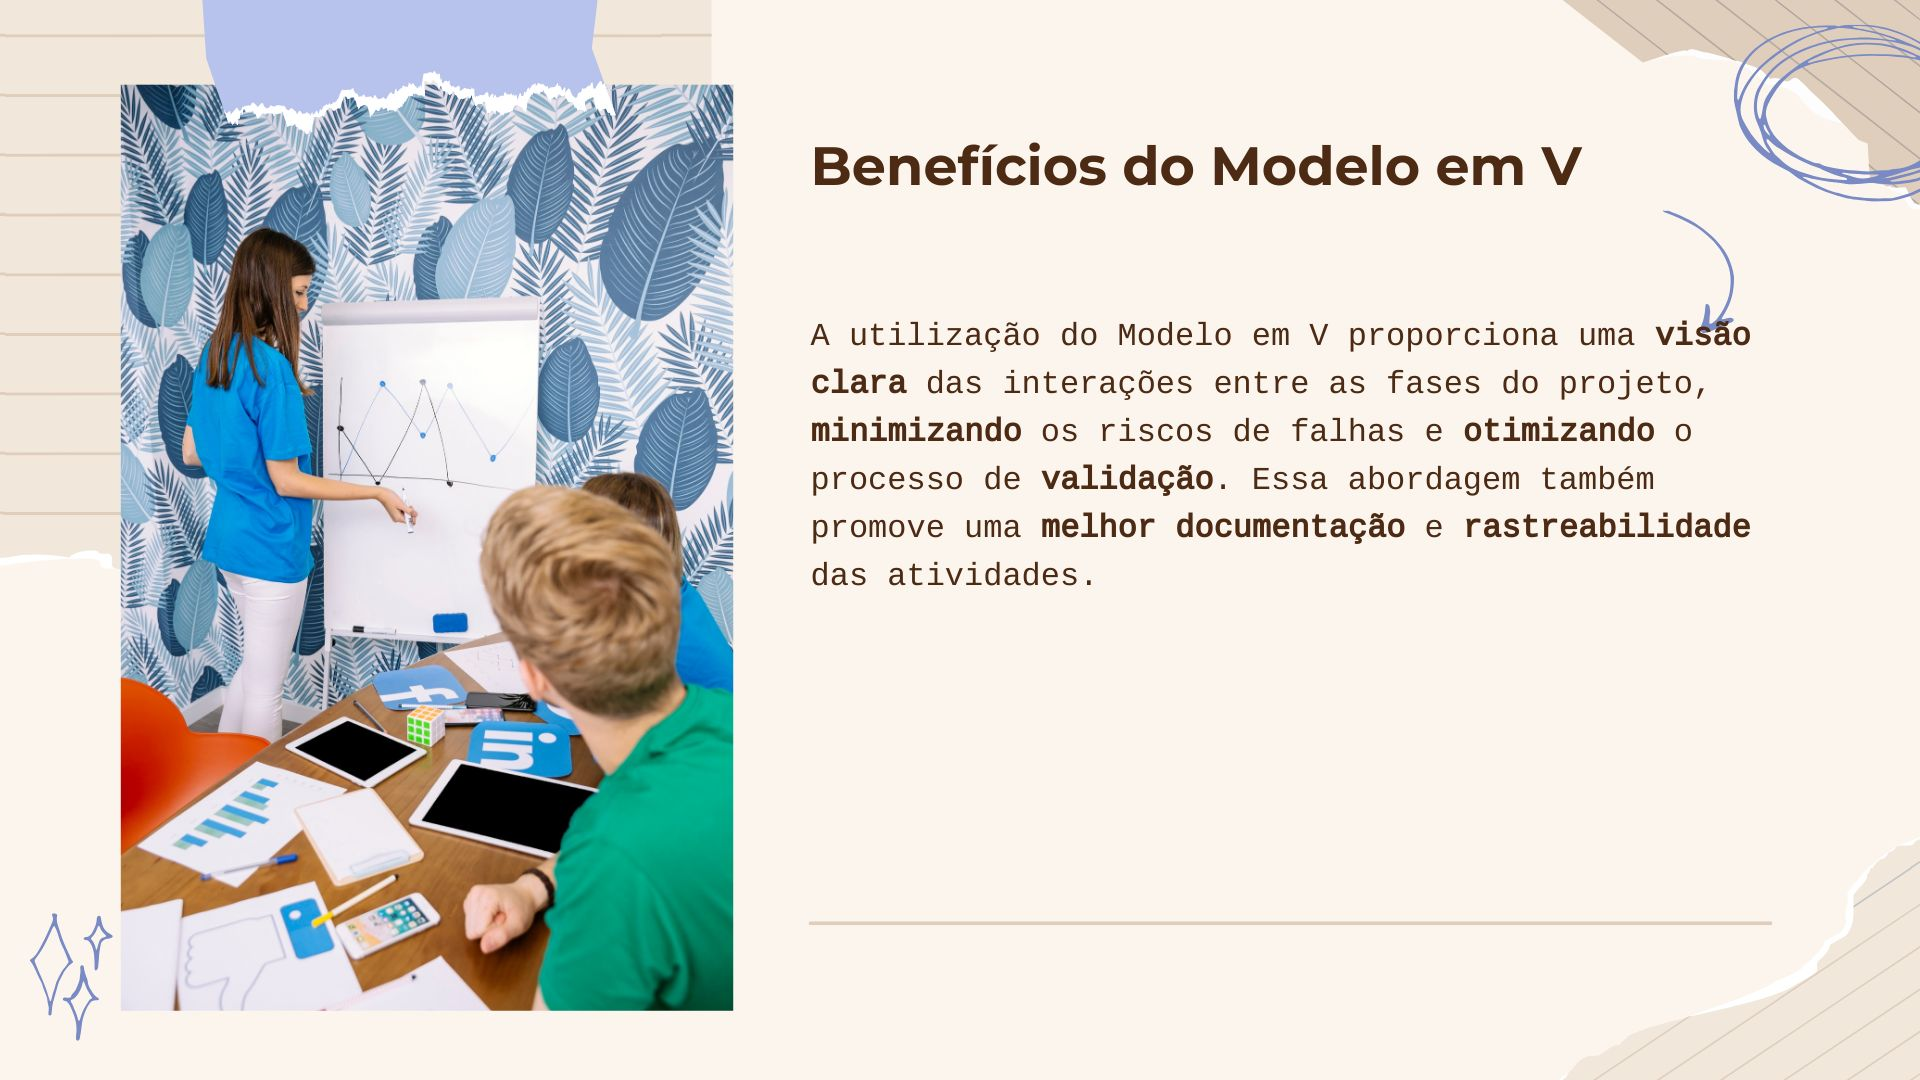 Benefícios do Modelo em V
A utilização do Modelo em V proporciona uma visão
clara das interações entre as fases do projeto,
minimizando os riscos de falhas e otimizando o
processo de validação. Essa abordagem também
promove uma melhor documentação e rastreabilidade
das atividades.
f
in